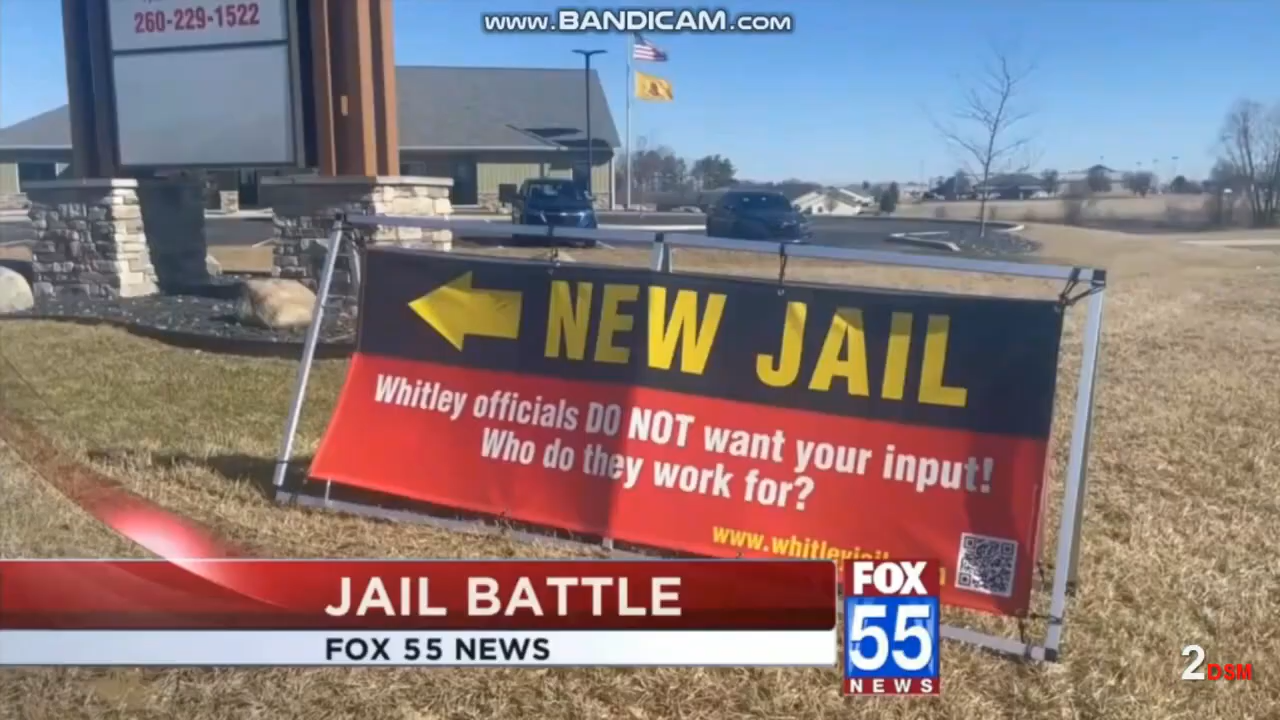 www.BANDICAM.com
260-229-1522
NEW JAIL
Whitley officials DO NOT want your input!
Who do they work for?
JAIL BATTLE
FOX 55 NEWS
FOX
55
NEWS
2DSM